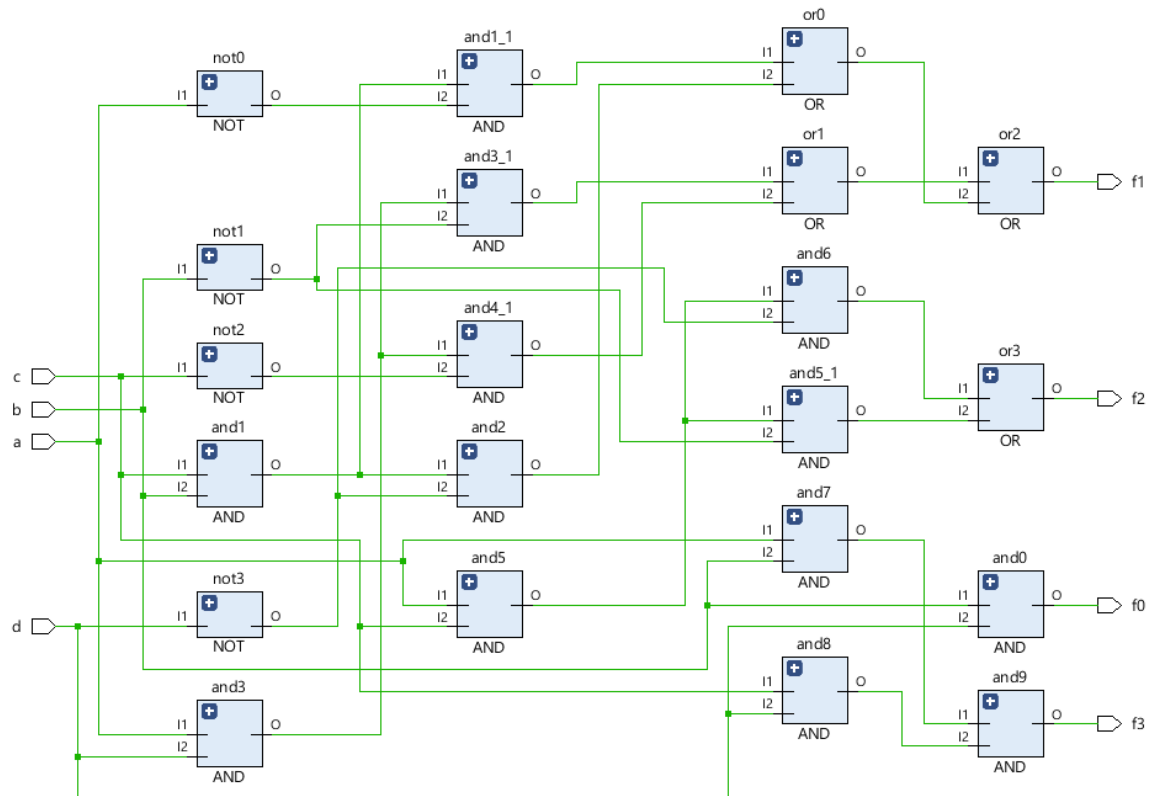 or0
and1_1
I1 O
not0
I1 O
I2
I1 O
I2
OR
I1 O
NOT
AND
and3_1
or1
or2
I1 O
I2
I1 O
I2
I1 O
I2
f1
AND
OR
OR
not1
I1 O
NOT
and6
I1 O
I2
AND
not2
and4_1
I1 O
I2
or3
c
I1 O
NOT
AND
and5_1
b
I1 O
I2
I1 O
I2
f2
a
and1
and2
OR
I1 O
I2
I1 O
I2
AND
AND
AND
and7
I1 O
I2
not3
and5
AND
and0
d
I1 O
I1 O
I2
I1 O
I2
f0
NOT
AND
and8
AND
and3
I1 O
I2
and9
I1 O
I2
AND
I1 O
I2
f3
AND
AND